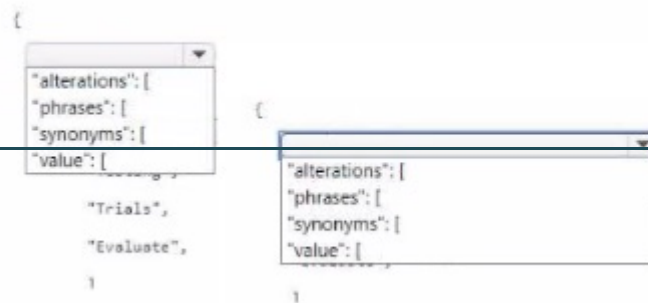 {
"alterations": [
"phrases": [
"synonyms": [
"value": [
"Trials",
"Evaluate",
]
{
"alterations": [
"phrases": [
"synonyms": [
"value": [
]